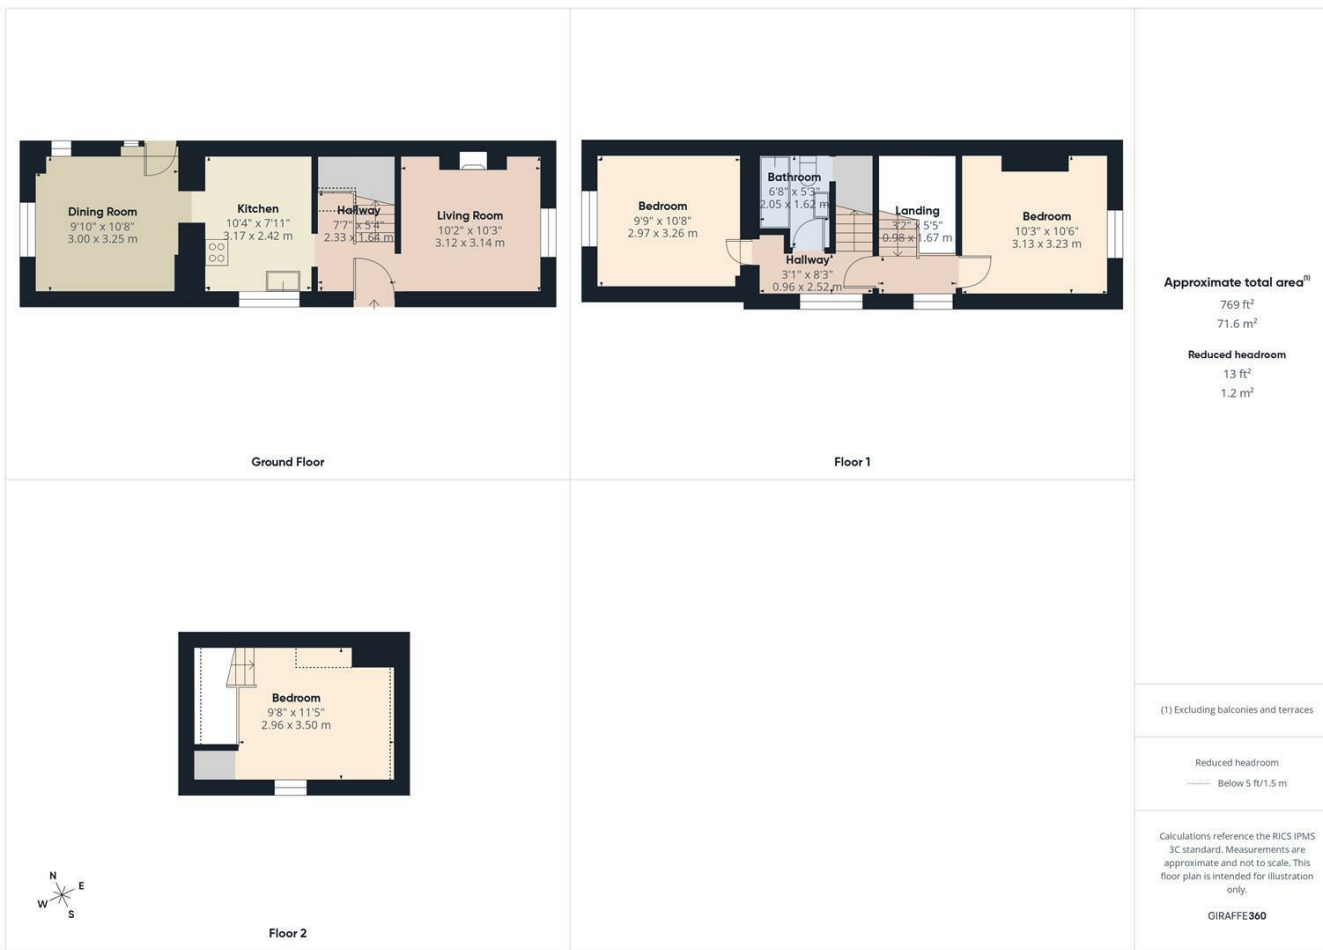 Dining Room
9'10" x 10'8"
3.00 x 3.25 m
Kitchen
10'4" x 7'11"
3.17 x 2.42 m
Hallway
7'7" x 5'4"
2.33 x 1.64 m
Living Room
10'2" x 10'3"
3.12 x 3.14 m
Ground Floor
Bedroom
9'9" x 10'8"
2.97 x 3.26 m
Bathroom
6'8" x 5'3"
2.05 x 1.62 m
Hallway
3'1" x 8'3"
0.96 x 2.52 m
Landing
3'2" x 5'5"
0.98 x 1.67 m
Bedroom
10'3" x 10'6"
3.13 x 3.23 m
Floor 1
Bedroom
9'8" x 11'5"
2.96 x 3.50 m
N
E
W
S
Floor 2
Approximate total area(1)
769 ft²
71.6 m²
Reduced headroom
13 ft²
1.2 m²
(1) Excluding balconies and terraces
Reduced headroom
Below 5 ft/1.5 m
Calculations reference the RICS IPMS
3C standard. Measurements are
approximate and not to scale. This
floor plan is intended for illustration
only.
GIRAFFE360